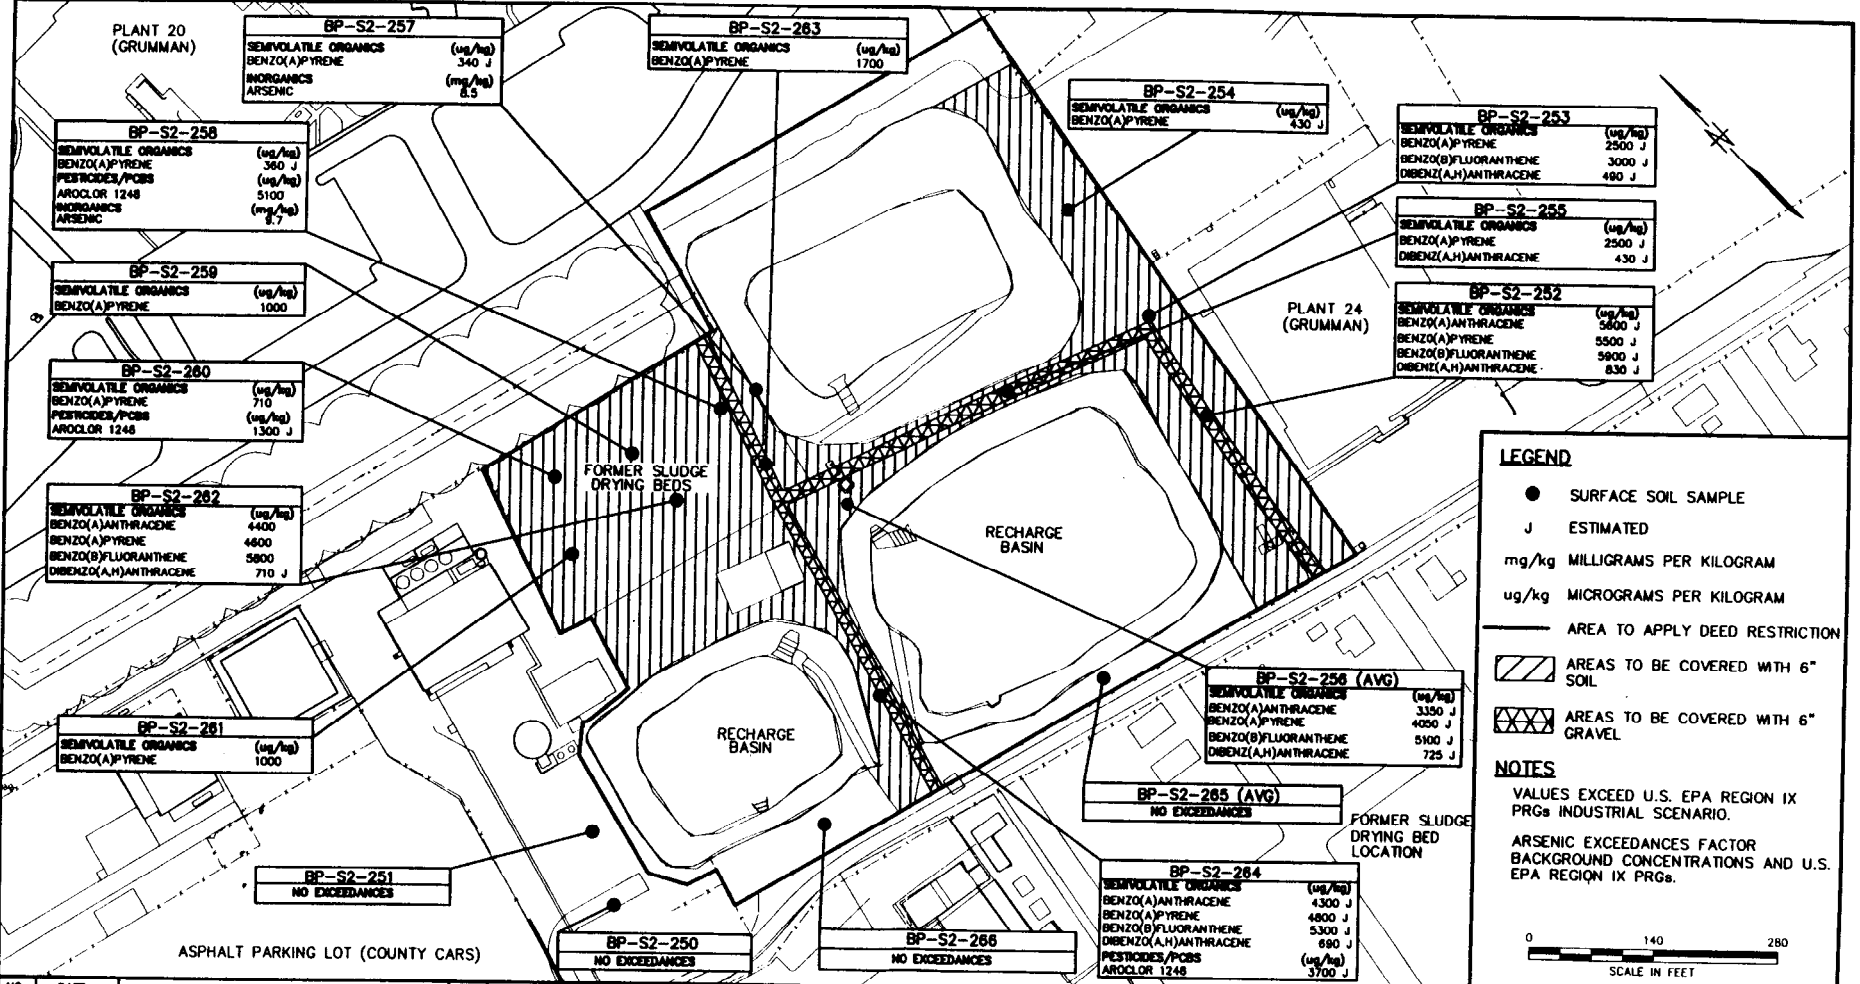 PLANT 20
(GRUMMAN)
BP-S2-257
SEMIVOLATILE ORGANICS (ug/kg)
BENZO(A)PYRENE 340 J
INORGANICS (mg/kg)
ARSENIC 8.5
BP-S2-263
SEMIVOLATILE ORGANICS (ug/kg)
BENZO(A)PYRENE 1700
BP-S2-254
SEMIVOLATILE ORGANICS (ug/kg)
BENZO(A)PYRENE 430 J
BP-S2-253
SEMIVOLATILE ORGANICS (ug/kg)
BENZO(A)PYRENE 2500 J
BENZO(B)FLUORANTHENE 3000 J
DIBENZ(A,H)ANTHRACENE 490 J
BP-S2-258
SEMIVOLATILE ORGANICS (ug/kg)
BENZO(A)PYRENE 360 J
PESTICIDES/PCBS (ug/kg)
AROCLOR 1248 5100
INORGANICS (mg/kg)
ARSENIC 9.7
BP-S2-255
SEMIVOLATILE ORGANICS (ug/kg)
BENZO(A)PYRENE 2500 J
DIBENZ(A,H)ANTHRACENE 430 J
BP-S2-259
SEMIVOLATILE ORGANICS (ug/kg)
BENZO(A)PYRENE 1000
BP-S2-252
SEMIVOLATILE ORGANICS (ug/kg)
BENZO(A)ANTHRACENE 5600 J
BENZO(A)PYRENE 5500 J
BENZO(B)FLUORANTHENE 5900 J
DIBENZ(A,H)ANTHRACENE 830 J
PLANT 24
(GRUMMAN)
BP-S2-260
SEMIVOLATILE ORGANICS (ug/kg)
BENZO(A)PYRENE 710
PESTICIDES/PCBS (ug/kg)
AROCLOR 1248 1300 J
FORMER SLUDGE
DRYING BEDS
BP-S2-262
SEMIVOLATILE ORGANICS (ug/kg)
BENZO(A)ANTHRACENE 4400
BENZO(A)PYRENE 4600
BENZO(B)FLUORANTHENE 5800
DIBENZO(A,H)ANTHRACENE 710 J
RECHARGE
BASIN
BP-S2-261
SEMIVOLATILE ORGANICS (ug/kg)
BENZO(A)PYRENE 1000
RECHARGE
BASIN
BP-S2-256 (AVG)
SEMIVOLATILE ORGANICS (ug/kg)
BENZO(A)ANTHRACENE 3350 J
BENZO(A)PYRENE 4050 J
BENZO(B)FLUORANTHENE 5100 J
DIBENZ(A,H)ANTHRACENE 725 J
BP-S2-265 (AVG)
NO EXCEEDANCES
FORMER SLUDGE
DRYING BED
LOCATION
BP-S2-251
NO EXCEEDANCES
BP-S2-264
SEMIVOLATILE ORGANICS (ug/kg)
BENZO(A)ANTHRACENE 4300 J
BENZO(A)PYRENE 4800 J
BENZO(B)FLUORANTHENE 5300 J
DIBENZO(A,H)ANTHRACENE 690 J
PESTICIDES/PCBS (ug/kg)
AROCLOR 1248 3700 J
ASPHALT PARKING LOT (COUNTY CARS)
BP-S2-250
NO EXCEEDANCES
BP-S2-266
NO EXCEEDANCES
LEGEND
SURFACE SOIL SAMPLE
J ESTIMATED
mg/kg MILLIGRAMS PER KILOGRAM
ug/kg MICROGRAMS PER KILOGRAM
AREA TO APPLY DEED RESTRICTION
AREAS TO BE COVERED WITH 6"
SOIL
AREAS TO BE COVERED WITH 6"
GRAVEL
NOTES
VALUES EXCEED U.S. EPA REGION IX
PRGs INDUSTRIAL SCENARIO.
ARSENIC EXCEEDANCES FACTOR
BACKGROUND CONCENTRATIONS AND U.S.
EPA REGION IX PRGs.
0 140 280
SCALE IN FEET